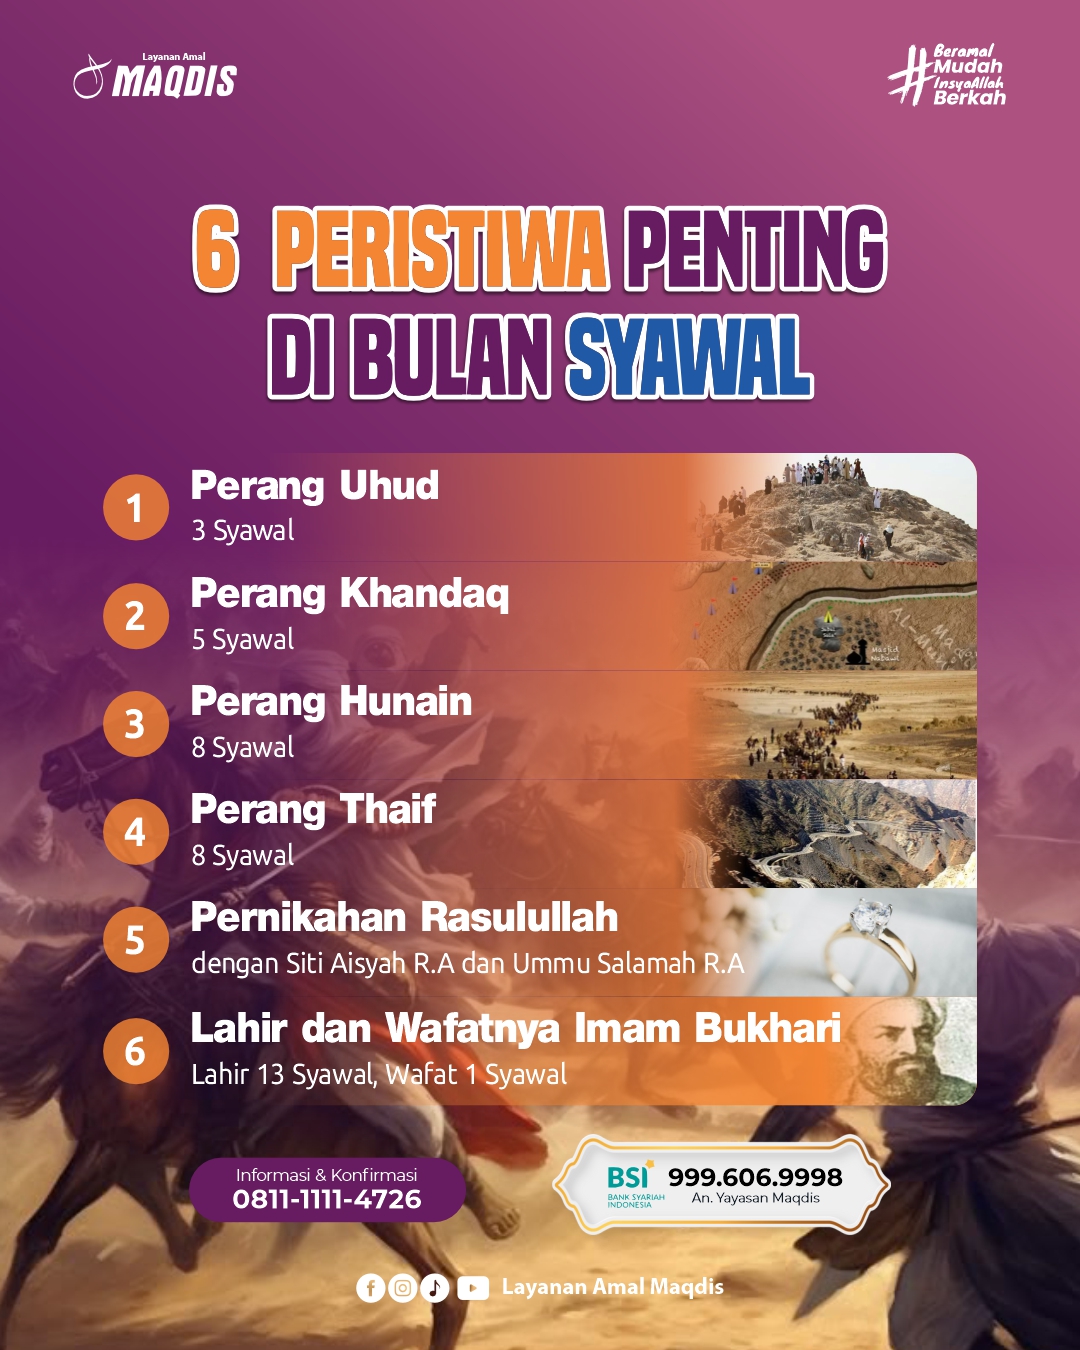 Layanan Amal
MAQDIS
#Beramal
Mudah
InsyaAllah
Berkah
6 PERISTIWA PENTING
DI BULAN SYAWAL
1
Perang Uhud
3 Syawal
2
Perang Khandaq
5 Syawal
Masjid
Nabawi
3
Perang Hunain
8 Syawal
4
Perang Thaif
8 Syawal
5
Pernikahan Rasulullah
dengan Siti Aisyah R.A dan Ummu Salamah R.A
6
Lahir dan Wafatnya Imam Bukhari
Lahir 13 Syawal, Wafat 1 Syawal
Informasi & Konfirmasi
0811-1111-4726
BSI
BANK SYARIAH
INDONESIA
999.606.9998
An. Yayasan Maqdis
Layanan Amal Maqdis